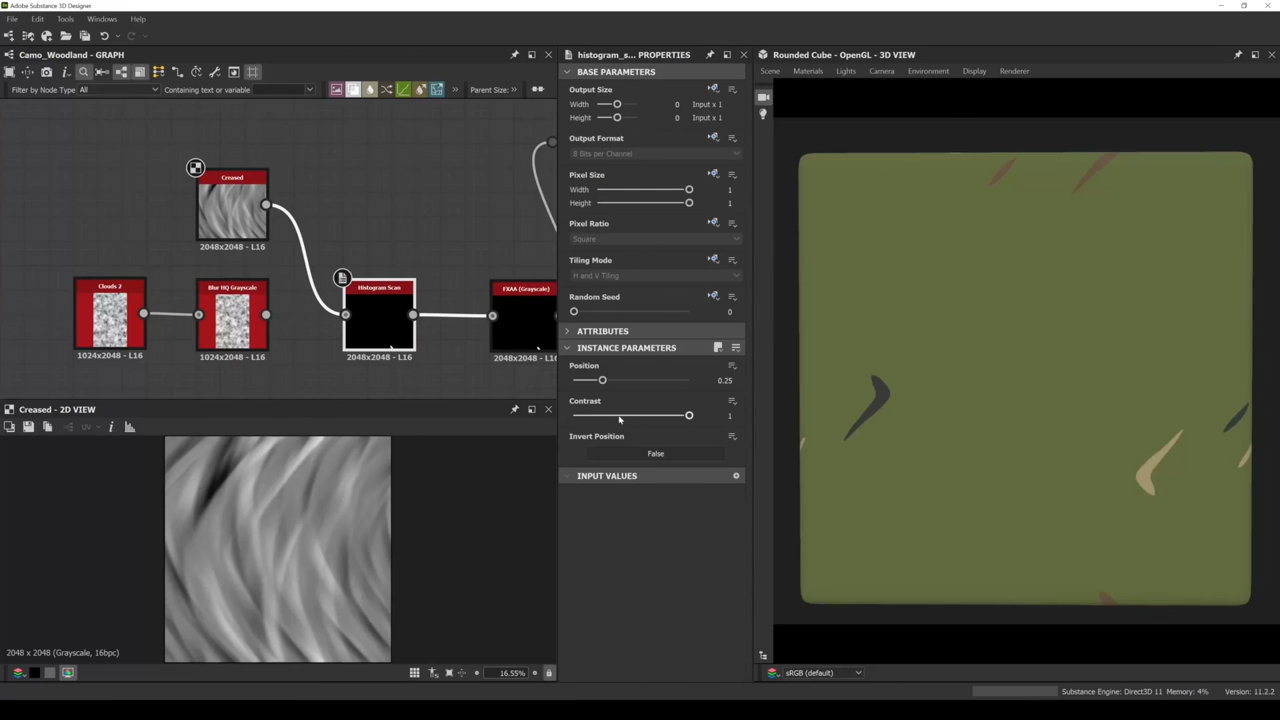 Adobe Substance 3D Designer
File Edit Tools Windows Help
Camo_Woodland - GRAPH
Filter by Node Type All Containing text or variable Parent Size:
Creased
2048x2048 - L16
Clouds 2
1024x2048 - L16
Blur HQ Grayscale
1024x2048 - L16
Histogram Scan
2048x2048 - L16
FXAA (Grayscale)
2048x2048 - L16
Creased - 2D VIEW
UV
2048 x 2048 (Grayscale, 16bpc)
16.55%
histogram_s... PROPERTIES
BASE PARAMETERS
Output Size
Width 0 Input x 1
Height 0 Input x 1
Output Format
8 Bits per Channel
Pixel Size
Width 1
Height 1
Pixel Ratio
Square
Tiling Mode
H and V Tiling
Random Seed
0
ATTRIBUTES
INSTANCE PARAMETERS
Position
0.25
Contrast
1
Invert Position
False
INPUT VALUES
Rounded Cube - OpenGL - 3D VIEW
Scene Materials Lights Camera Environment Display Renderer
sRGB (default)
Substance Engine: Direct3D 11 Memory: 4% Version: 11.2.2